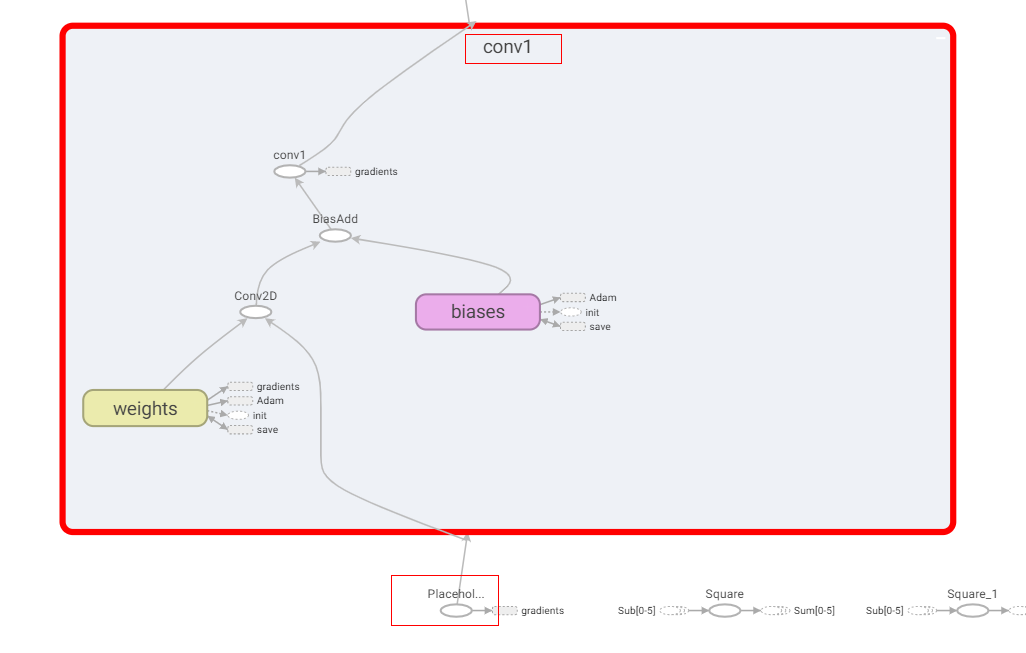 conv1
conv1
gradients
BiasAdd
Conv2D
biases
Adam
init
save
weights
gradients
Adam
init
save
Placehol...
gradients
Square
Sub[0-5]
Sum[0-5]
Square_1
Sub[0-5]